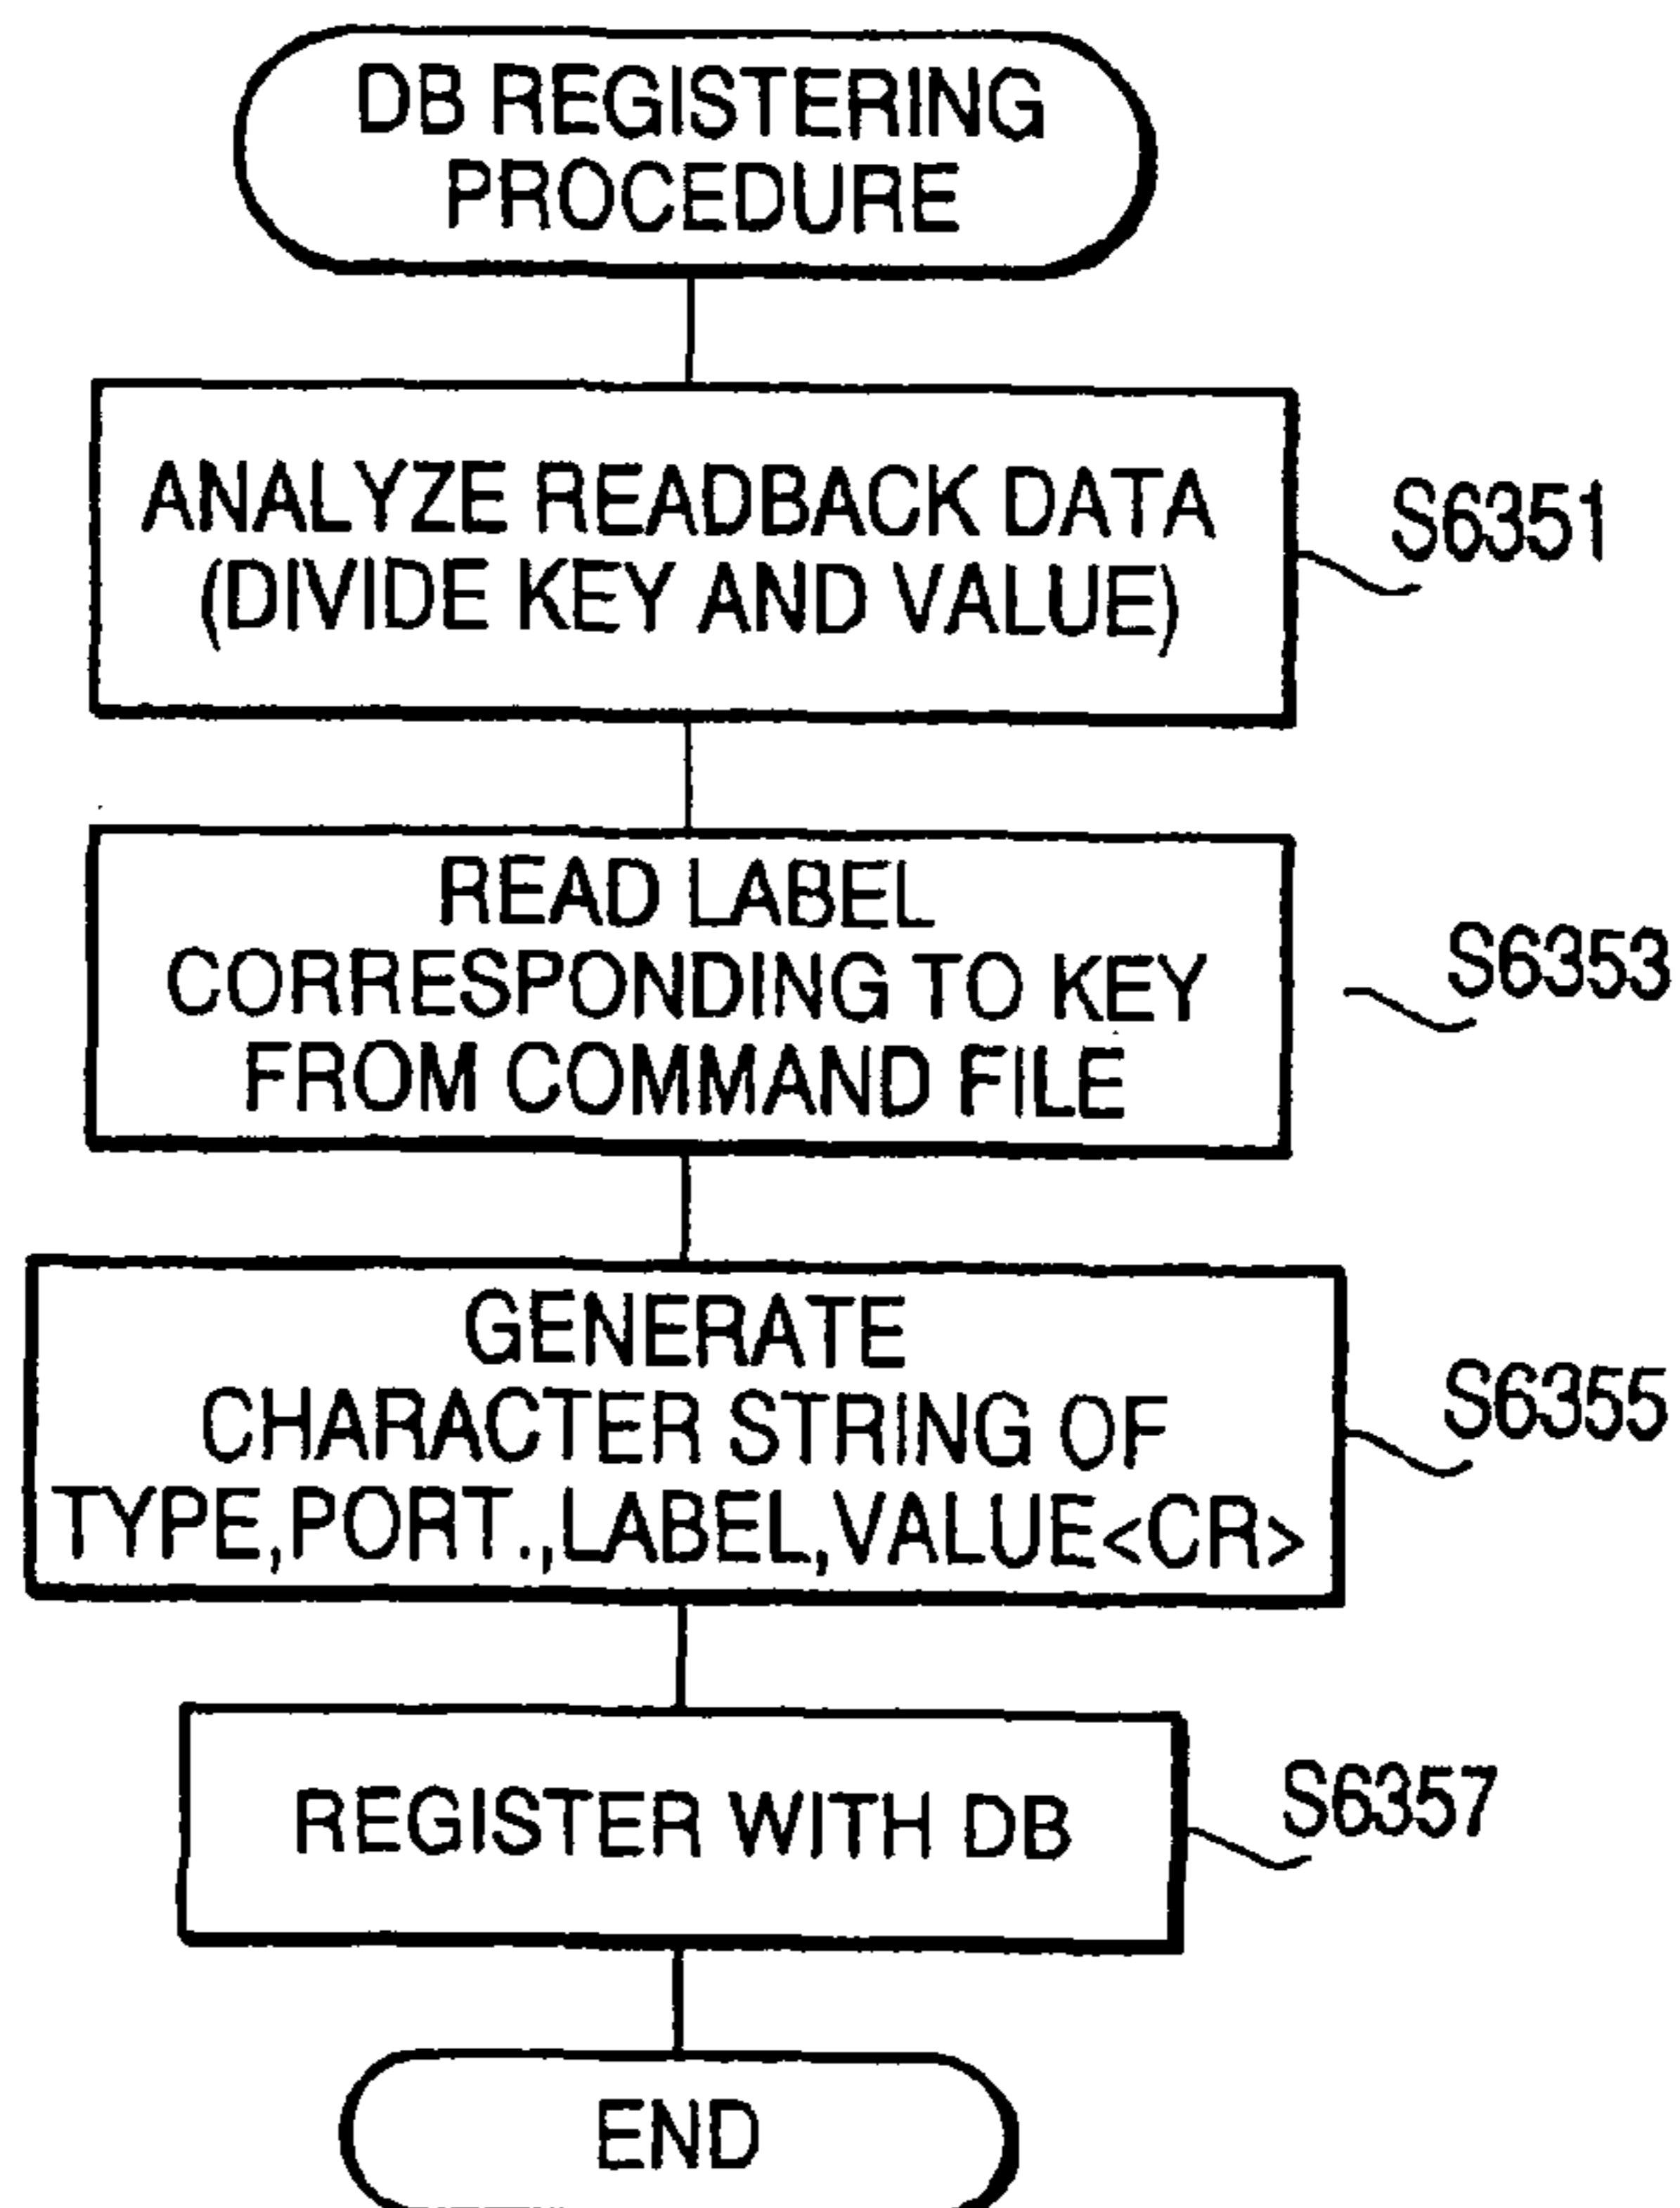 DB REGISTERING
PROCEDURE
ANALYZE READBACK DATA
(DIVIDE KEY AND VALUE)
S6351
READ LABEL
CORRESPONDING TO KEY
FROM COMMAND FILE
S6353
GENERATE
CHARACTER STRING OF
TYPE,PORT.,LABEL,VALUE<CR>
S6355
REGISTER WITH DB
S6357
END